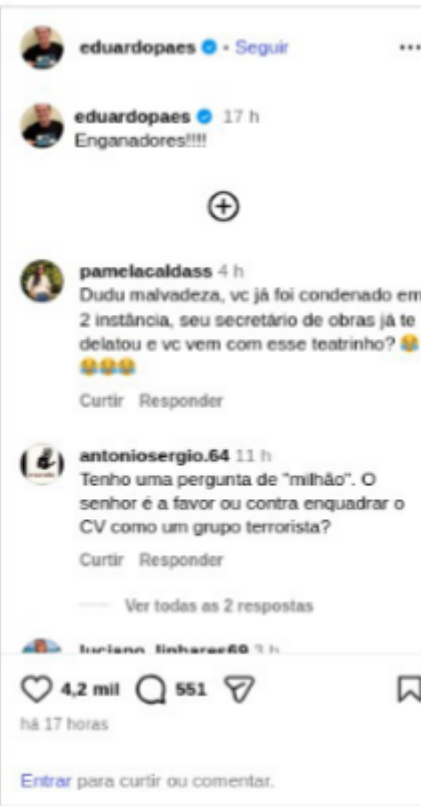 eduardopaes • Seguir
eduardopaes 17 h
Enganadores!!!!
pamelacaldass 4 h
Dudu malvadeza, vc já foi condenado em
2 instância, seu secretário de obras já te
delatou e vc vem com esse teatrinho? 😂
😂😂😂
Curtir Responder
antoniosergio.64 11 h
Tenho uma pergunta de "milhão". O
senhor é a favor ou contra enquadrar o
CV como um grupo terrorista?
Curtir Responder
Ver todas as 2 respostas
luciano_linhares69 3 h
4,2 mil 551
há 17 horas
Entrar para curtir ou comentar.